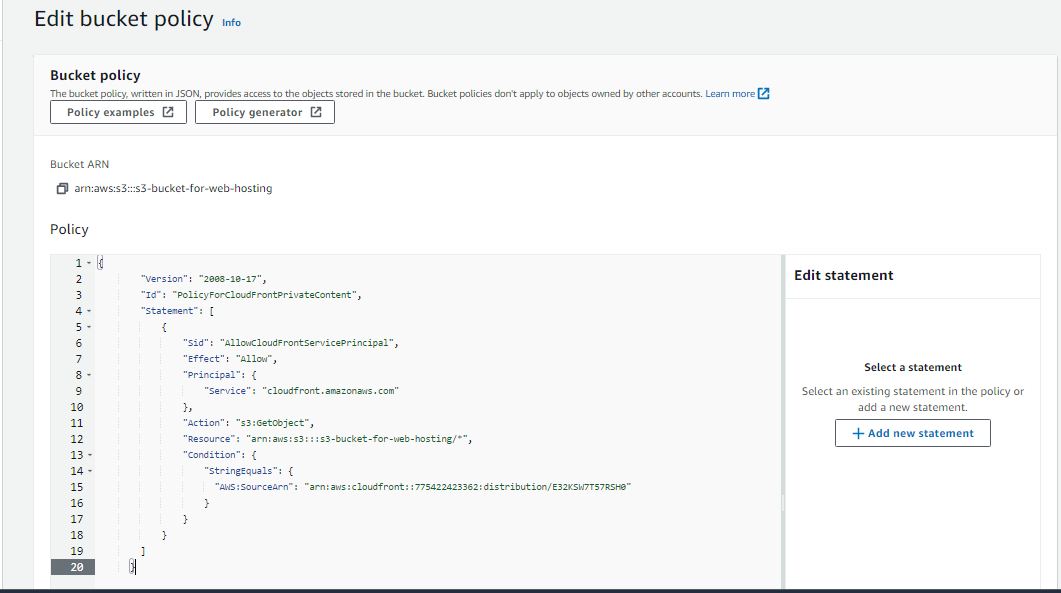 Edit bucket policy Info
Bucket policy
The bucket policy, written in JSON, provides access to the objects stored in the bucket. Bucket policies don't apply to objects owned by other accounts. Learn more
Policy examples Policy generator
Bucket ARN
arn:aws:s3:::s3-bucket-for-web-hosting
Policy
1 {
2 "Version": "2008-10-17",
3 "Id": "PolicyForCloudFrontPrivateContent",
4 "Statement": [
5 {
6 "Sid": "AllowCloudFrontServicePrincipal",
7 "Effect": "Allow",
8 "Principal": {
9 "Service": "cloudfront.amazonaws.com"
10 },
11 "Action": "s3:GetObject",
12 "Resource": "arn:aws:s3:::s3-bucket-for-web-hosting/*",
13 "Condition": {
14 "StringEquals": {
15 "AWS:SourceArn": "arn:aws:cloudfront::775422423362:distribution/E32KSW7T57RSH0"
16 }
17 }
18 }
19 ]
20 }
Edit statement
Select a statement
Select an existing statement in the policy or
add a new statement.
+ Add new statement